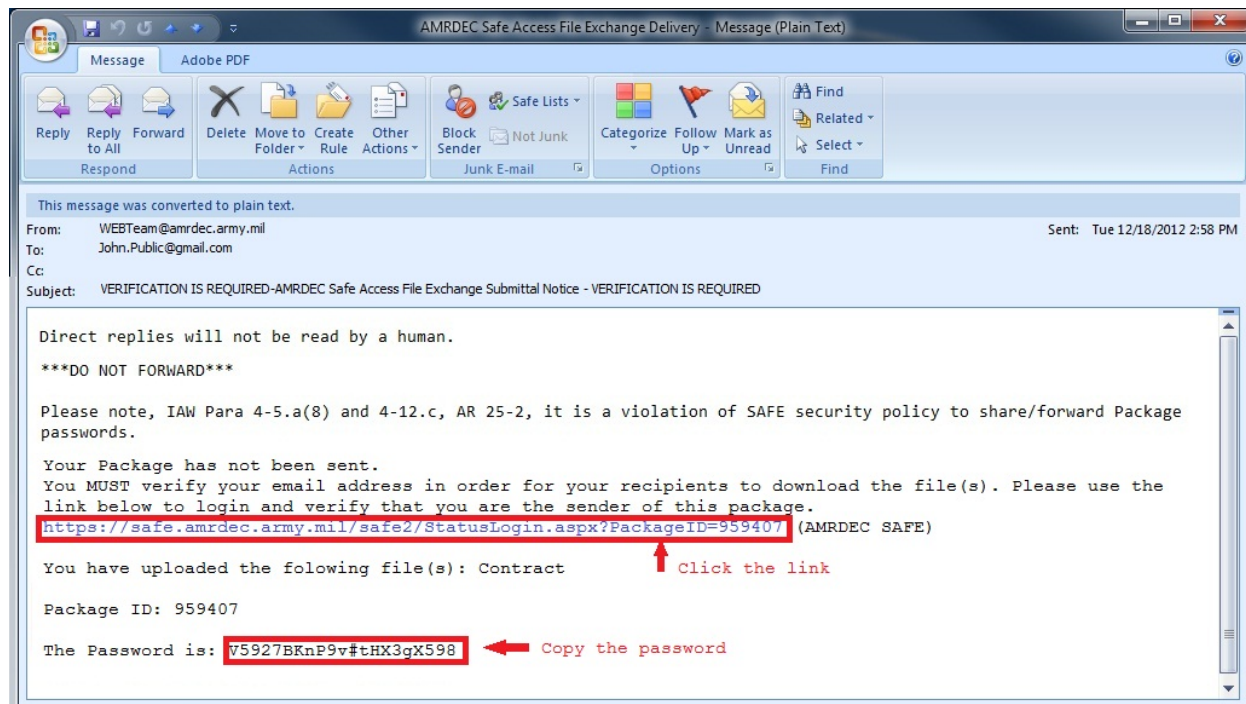 AMRDEC Safe Access File Exchange Delivery - Message (Plain Text)
Message Adobe PDF
Reply
Reply to All
Forward
Respond
Delete
Move to Folder
Create Rule
Other Actions
Actions
Block Sender
Safe Lists
Not Junk
Junk E-mail
Categorize
Follow Up
Mark as Unread
Options
Find
Related
Select
Find
This message was converted to plain text.
From: WEBTeam@amrdec.army.mil Sent: Tue 12/18/2012 2:58 PM
To: John.Public@gmail.com
Cc:
Subject: VERIFICATION IS REQUIRED-AMRDEC Safe Access File Exchange Submittal Notice - VERIFICATION IS REQUIRED
Direct replies will not be read by a human.
***DO NOT FORWARD***
Please note, IAW Para 4-5.a(8) and 4-12.c, AR 25-2, it is a violation of SAFE security policy to share/forward Package
passwords.
Your Package has not been sent.
You MUST verify your email address in order for your recipients to download the file(s). Please use the
link below to login and verify that you are the sender of this package.
https://safe.amrdec.army.mil/safe2/StatusLogin.aspx?PackageID=959407 (AMRDEC SAFE)
You have uploaded the folowing file(s): Contract
Click the link
Package ID: 959407
The Password is: V5927BKnP9v#tHX3gX598
Copy the password